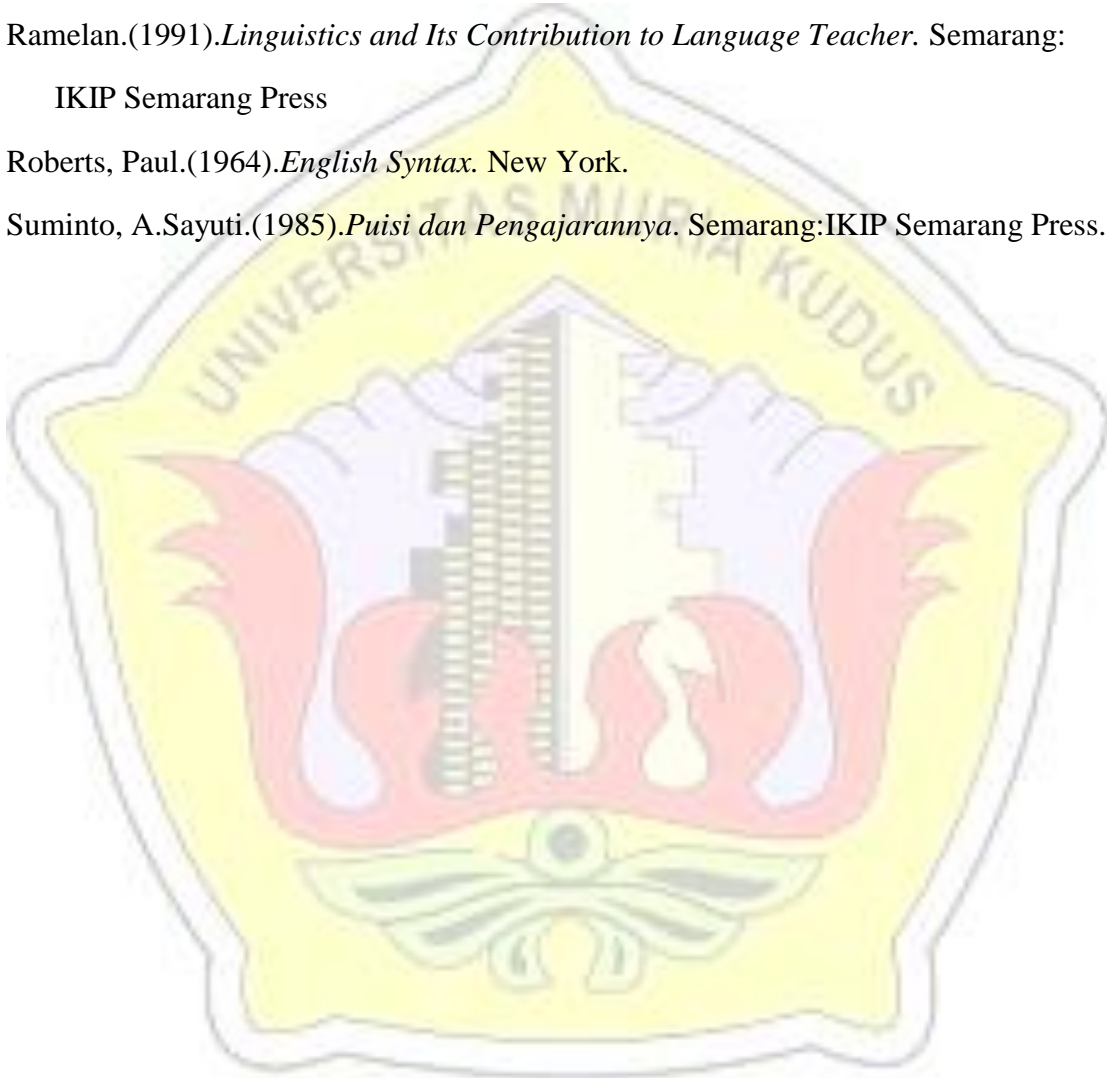 Ramelan.(1991).Linguistics and Its Contribution to Language Teacher. Semarang:
IKIP Semarang Press
Roberts, Paul.(1964).English Syntax. New York.
Suminto, A.Sayuti.(1985).Puisi dan Pengajarannya. Semarang:IKIP Semarang Press.
UNIVERSITAS MURIA KUDUS